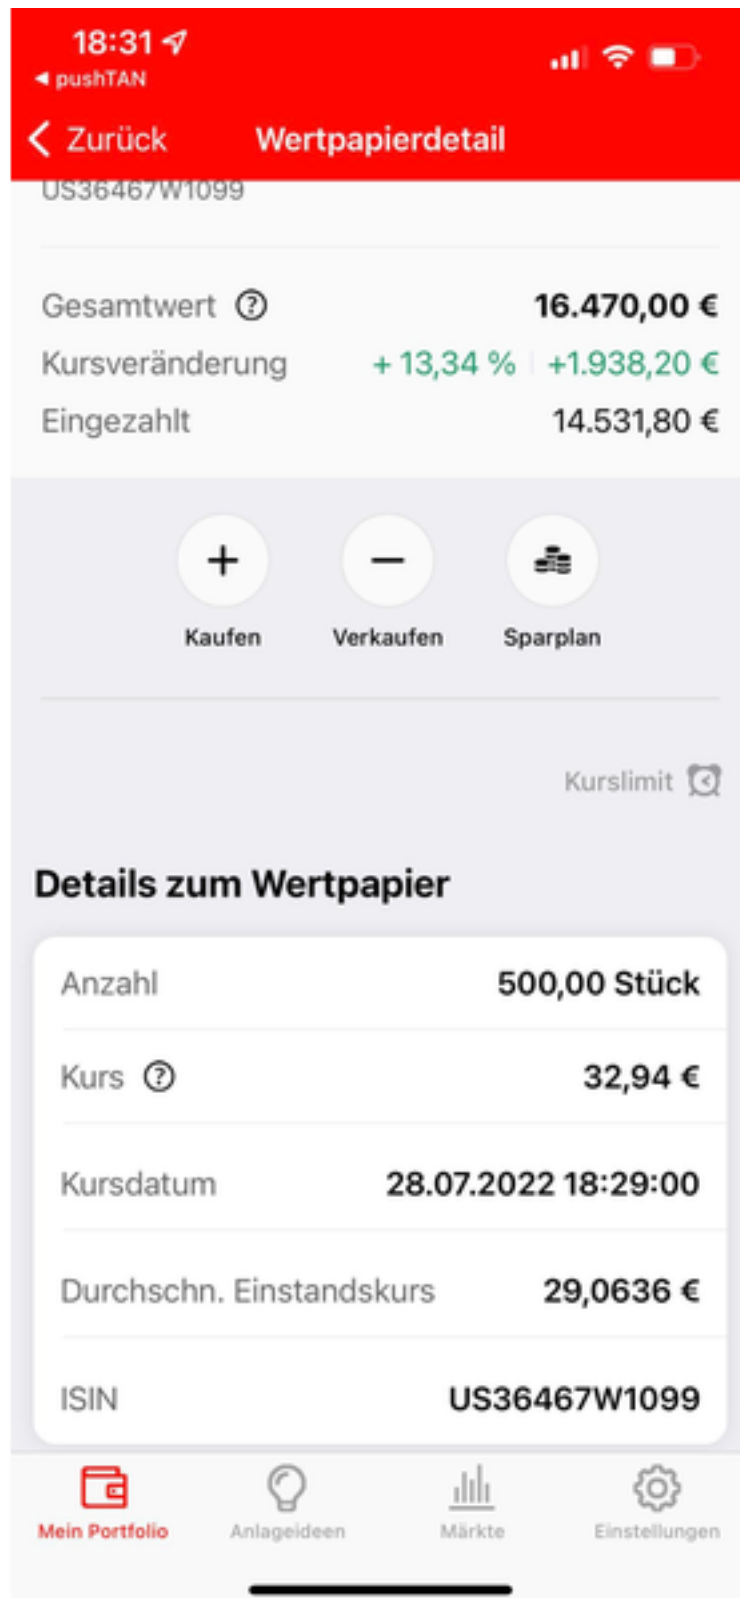 18:31
◀ pushTAN
Zurück Wertpapierdetail
US36467W1099
Gesamtwert ? 16.470,00 €
Kursveränderung + 13,34 % +1.938,20 €
Eingezahlt 14.531,80 €
Kaufen Verkaufen Sparplan
Kurslimit
Details zum Wertpapier
Anzahl 500,00 Stück
Kurs ? 32,94 €
Kursdatum 28.07.2022 18:29:00
Durchschn. Einstandskurs 29,0636 €
ISIN US36467W1099
Mein Portfolio Anlageideen Märkte Einstellungen